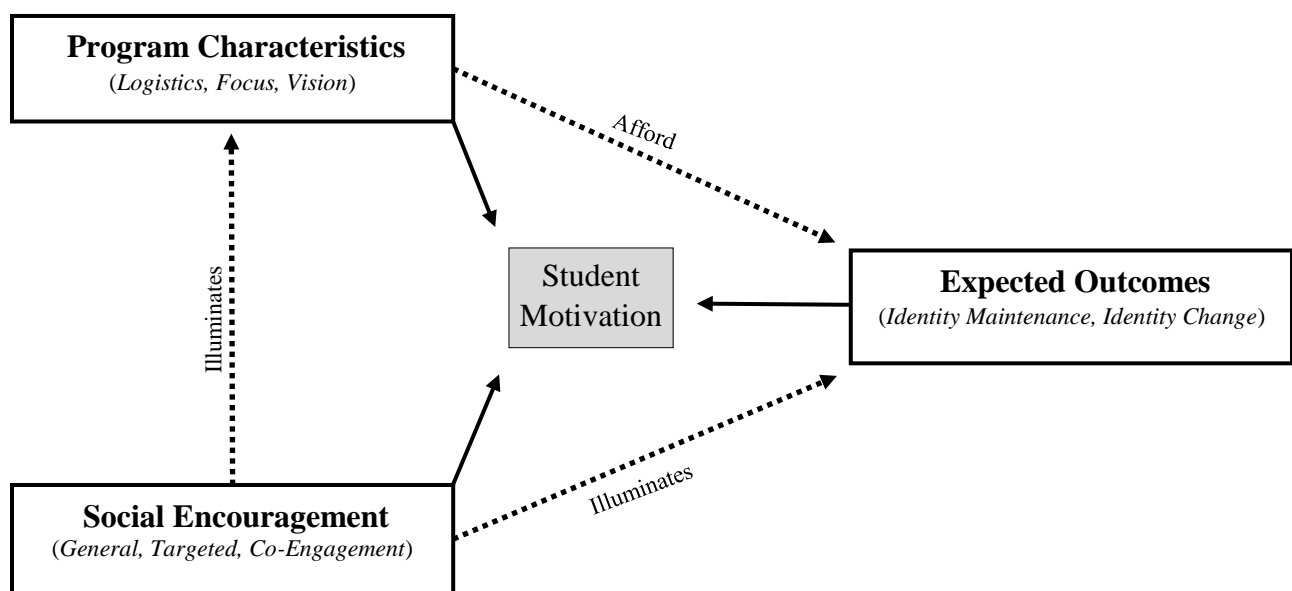 Program Characteristics
(Logistics, Focus, Vision)
Afford
Illuminates
Student
Motivation
Expected Outcomes
(Identity Maintenance, Identity Change)
Illuminates
Social Encouragement
(General, Targeted, Co-Engagement)